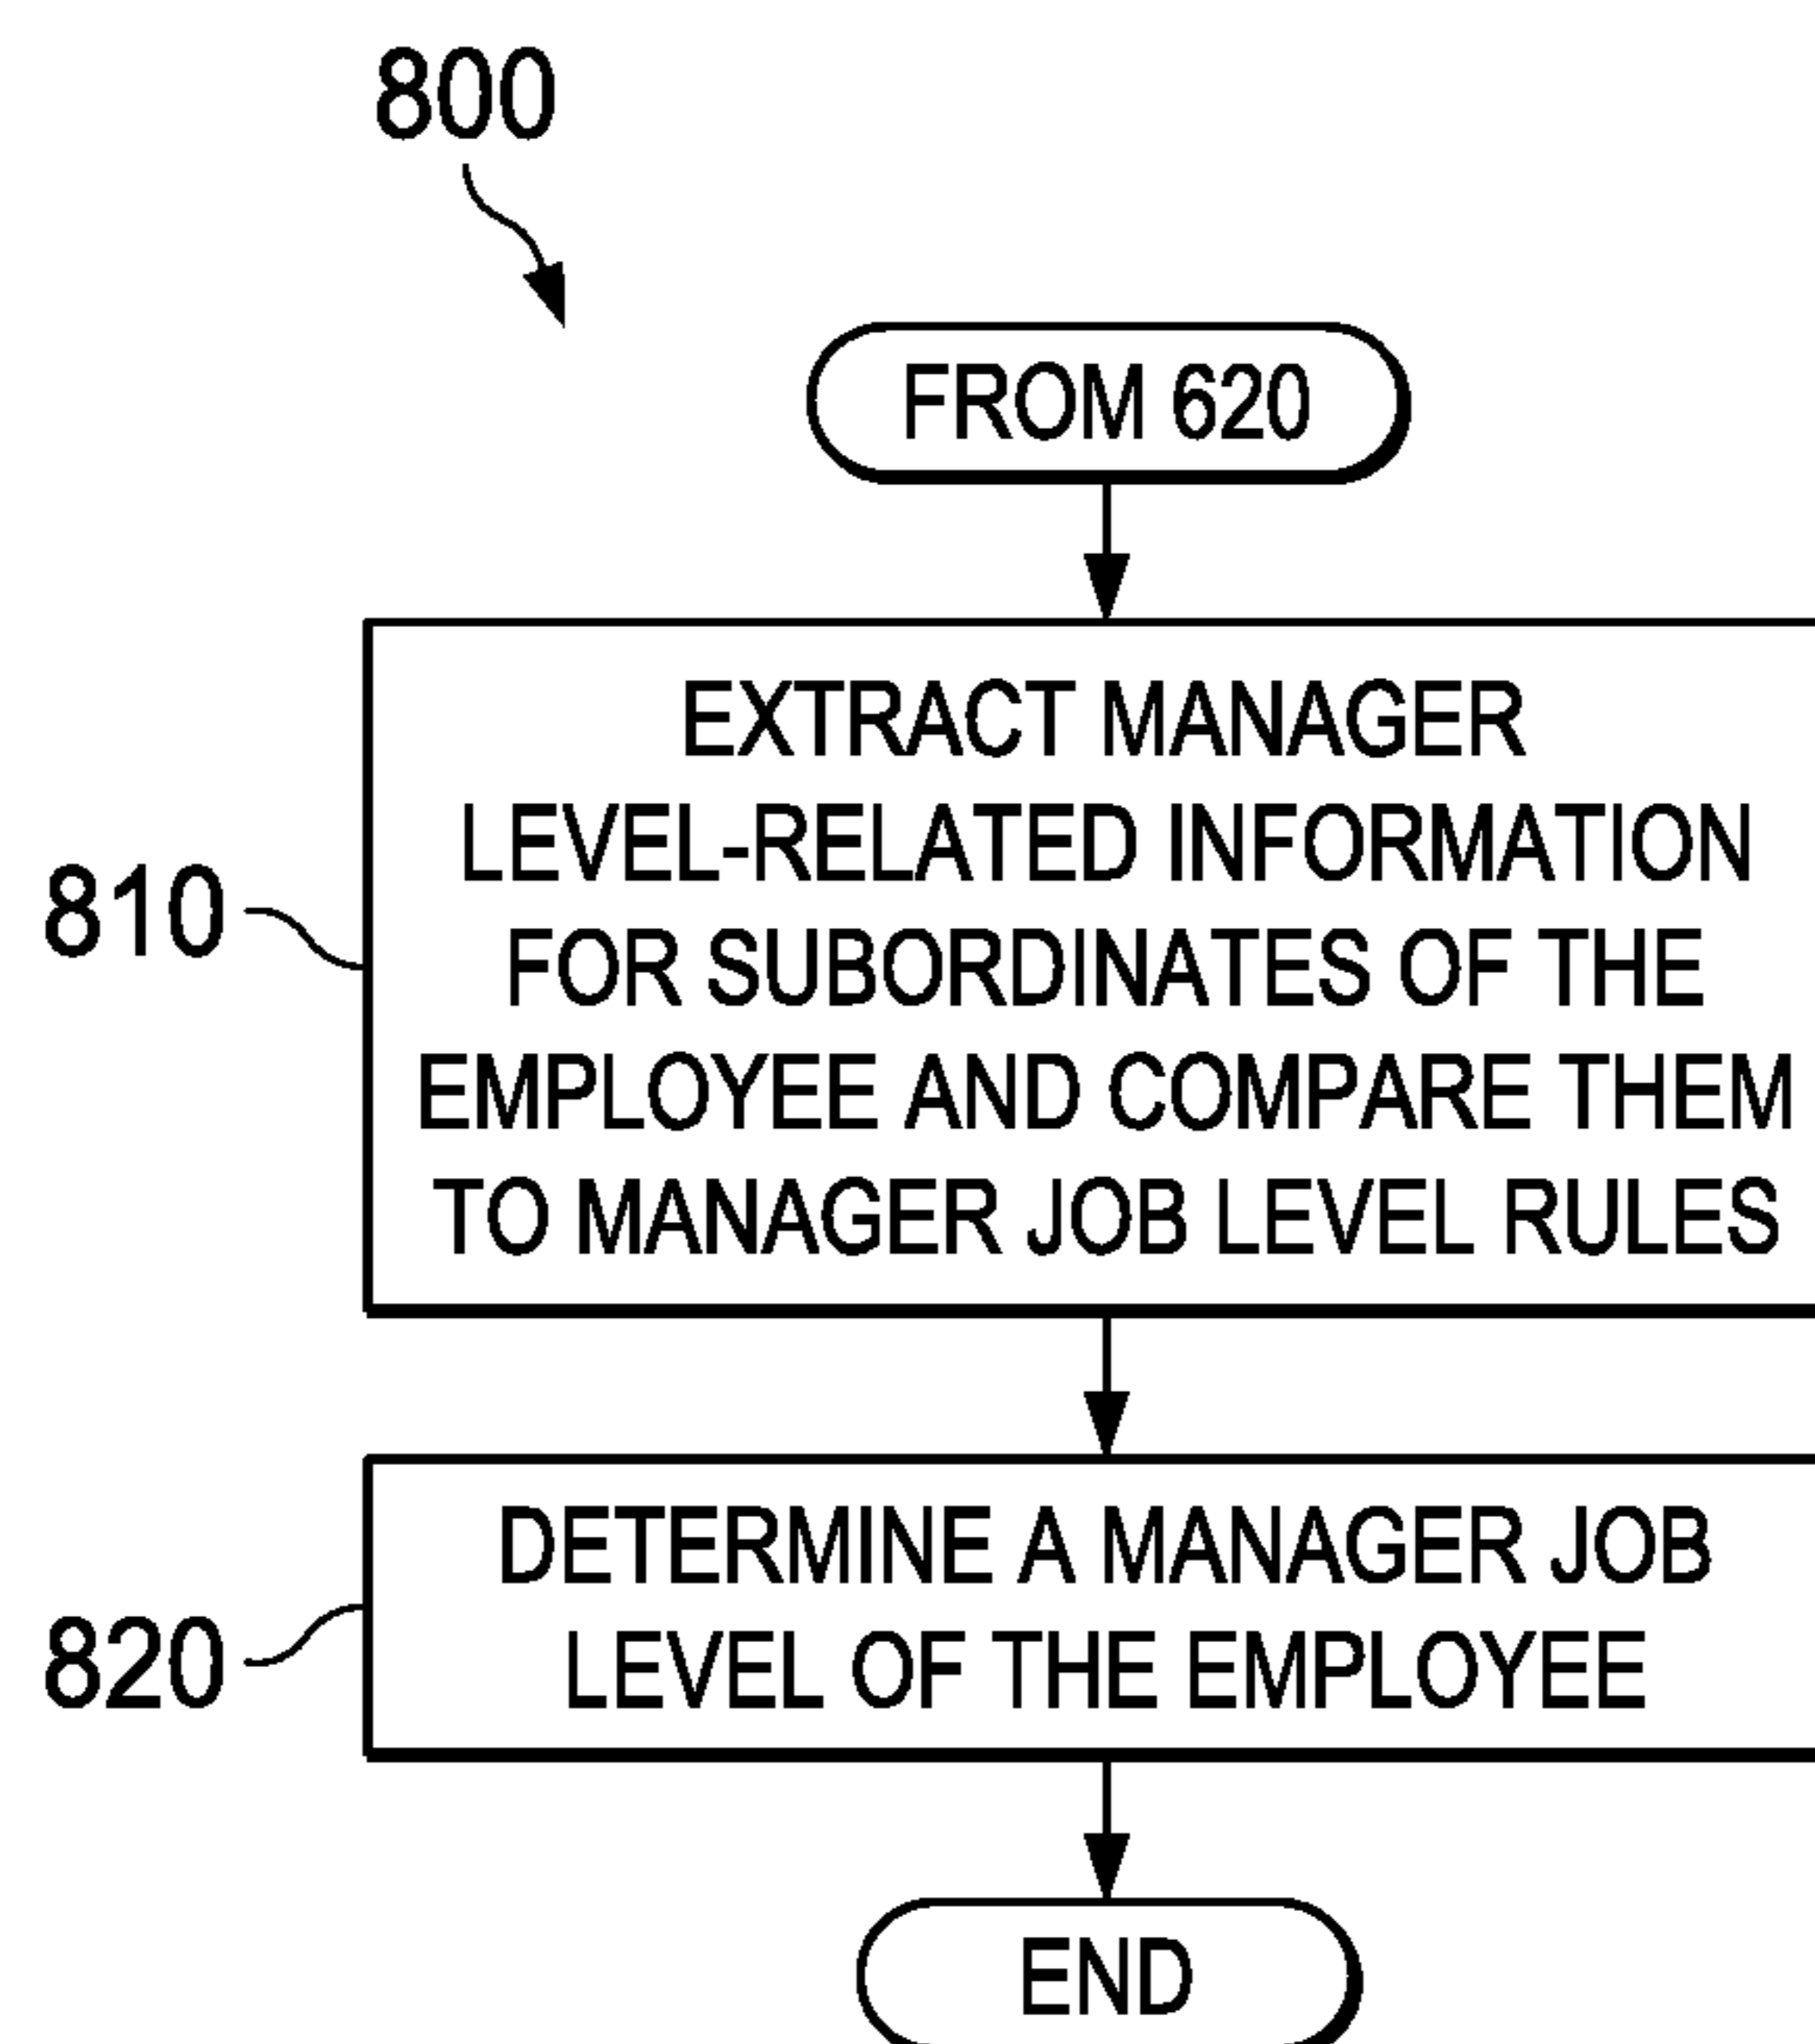 800
FROM 620
810
EXTRACT MANAGER
LEVEL-RELATED INFORMATION
FOR SUBORDINATES OF THE
EMPLOYEE AND COMPARE THEM
TO MANAGER JOB LEVEL RULES
820
DETERMINE A MANAGER JOB
LEVEL OF THE EMPLOYEE
END